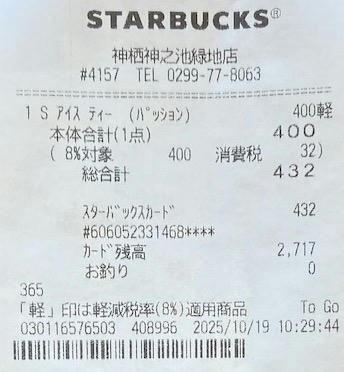 STARBUCKS®
神栖神之池緑地店
#4157 TEL 0299-77-8063
1 S ｱｲｽ ﾃｨｰ (ﾊﾟｯｼｮﾝ) 400軽
本体合計(1点) 400
( 8%対象 400 消費税 32)
総合計 432
ｽﾀｰﾊﾞｯｸｽｶｰﾄﾞ 432
#606052331468****
ｶｰﾄﾞ残高 2,717
お釣り 0
365
「軽」印は軽減税率(8%)適用商品 To Go
030116576503 408996 2025/10/19 10:29:44